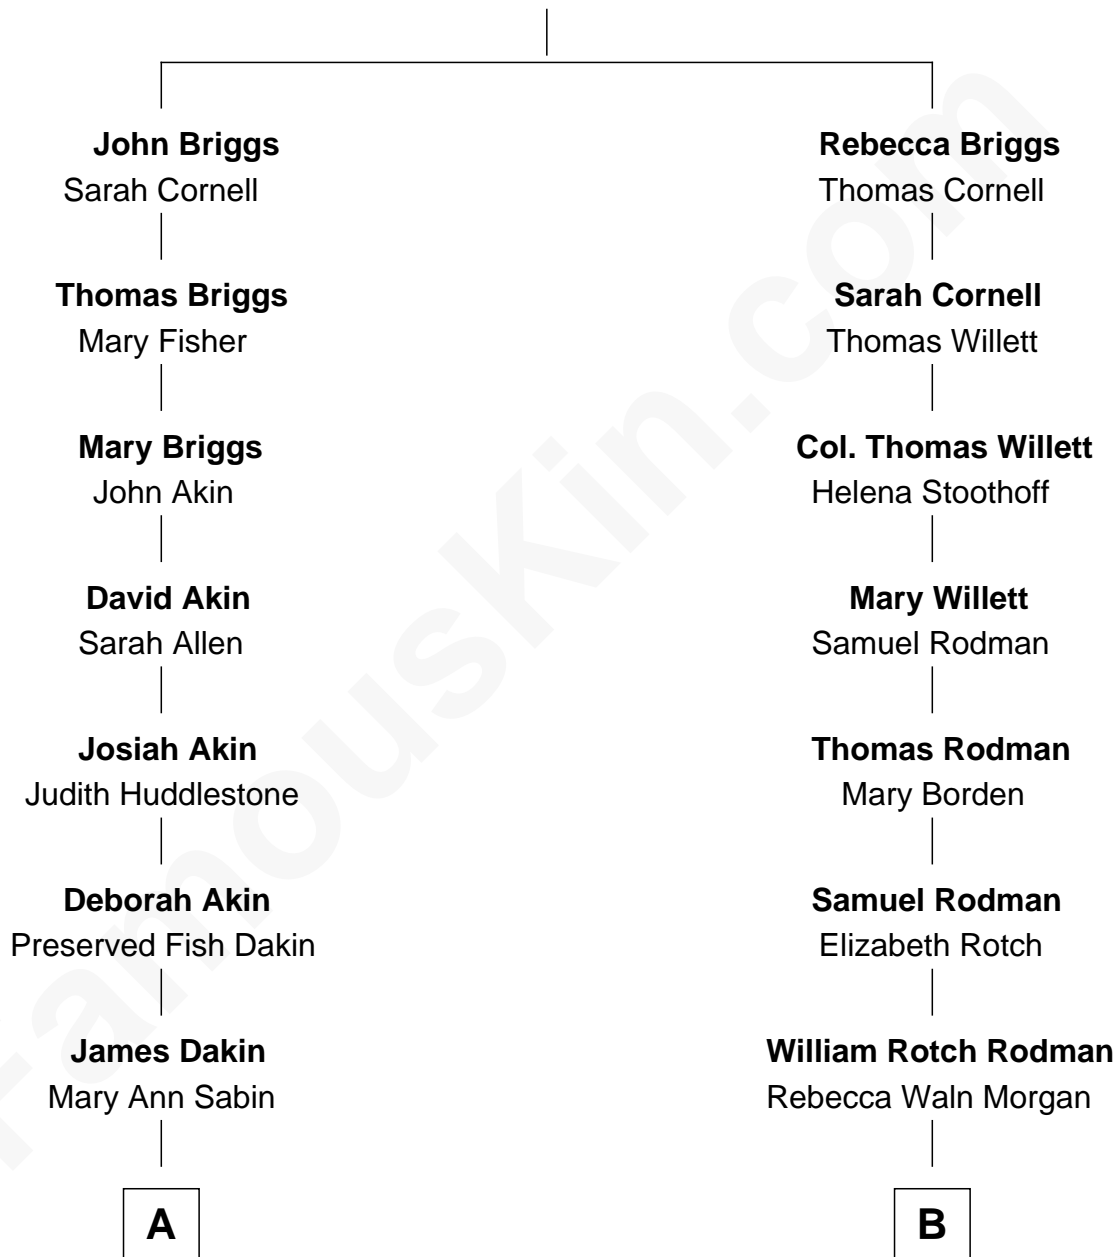 John Briggs
Sarah Cornell
Thomas Briggs
Mary Fisher
Mary Briggs
John Akin
David Akin
Sarah Allen
Josiah Akin
Judith Huddlestone
Deborah Akin
Preserved Fish Dakin
James Dakin
Mary Ann Sabin
A
Rebecca Briggs
Thomas Cornell
Sarah Cornell
Thomas Willett
Col. Thomas Willett
Helena Stoothoff
Mary Willett
Samuel Rodman
Thomas Rodman
Mary Borden
Samuel Rodman
Elizabeth Rotch
William Rotch Rodman
Rebecca Waln Morgan
B
FamousKin.com